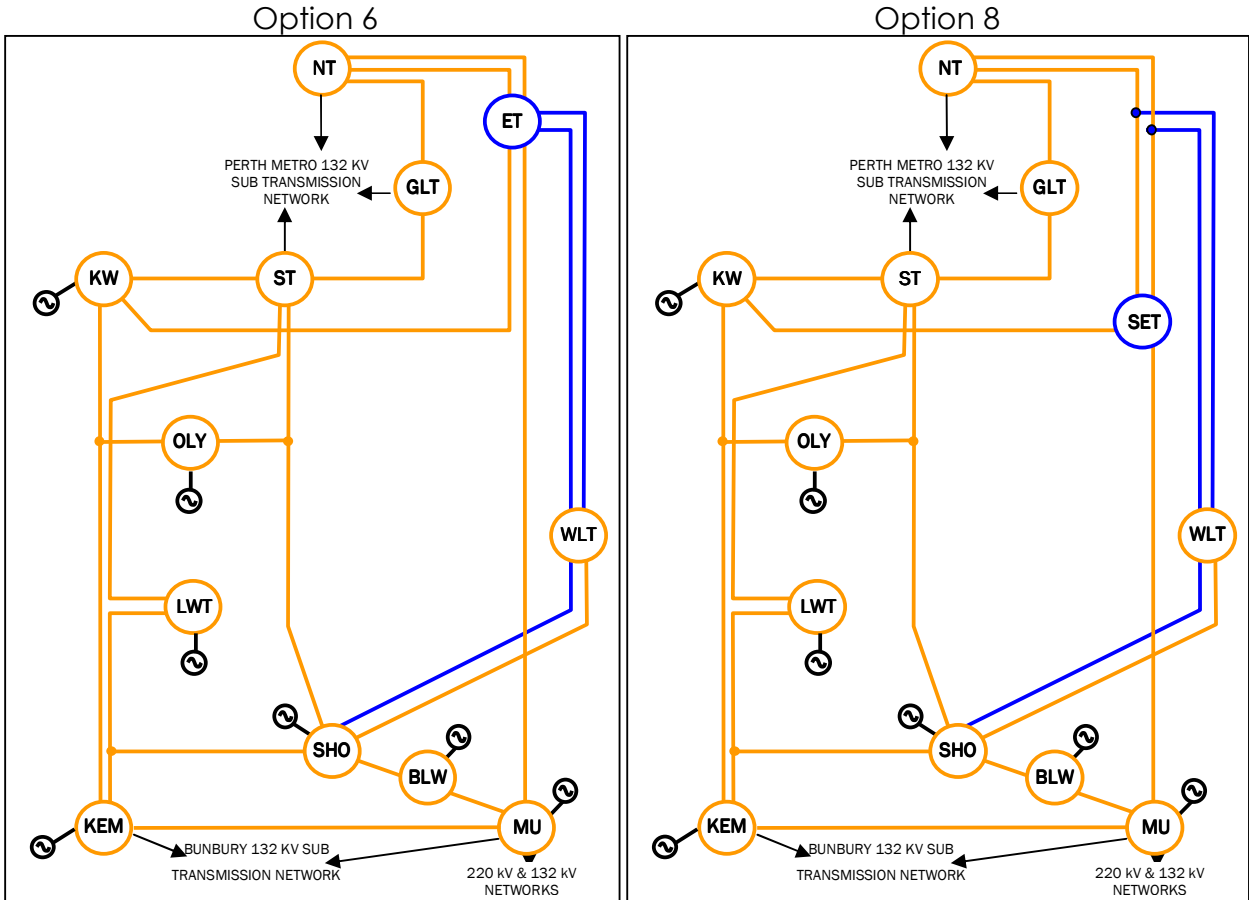 Option 6
NT
ET
PERTH METRO 132 KV
SUB TRANSMISSION
NETWORK
GLT
KW
ST
OLY
WLT
LWT
SHO
BLW
KEM
MU
BUNBURY 132 KV SUB
TRANSMISSION NETWORK
220 kV & 132 kV
NETWORKS
Option 8
NT
PERTH METRO 132 KV
SUB TRANSMISSION
NETWORK
GLT
KW
ST
SET
OLY
WLT
LWT
SHO
BLW
KEM
MU
BUNBURY 132 KV SUB
TRANSMISSION NETWORK
220 kV & 132 kV
NETWORKS